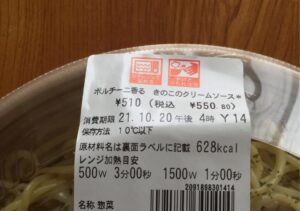 ポルチーニ香る きのこのクリームソース*
¥510 (税込 ¥550.80)
消費期限 21.10.20午後 4時 Y14
保存方法 10℃以下
原材料名は裏面ラベルに記載 628kcal
レンジ加熱目安
500W 3分00秒 1500W 1分00秒
2091898301414
名称 惣菜